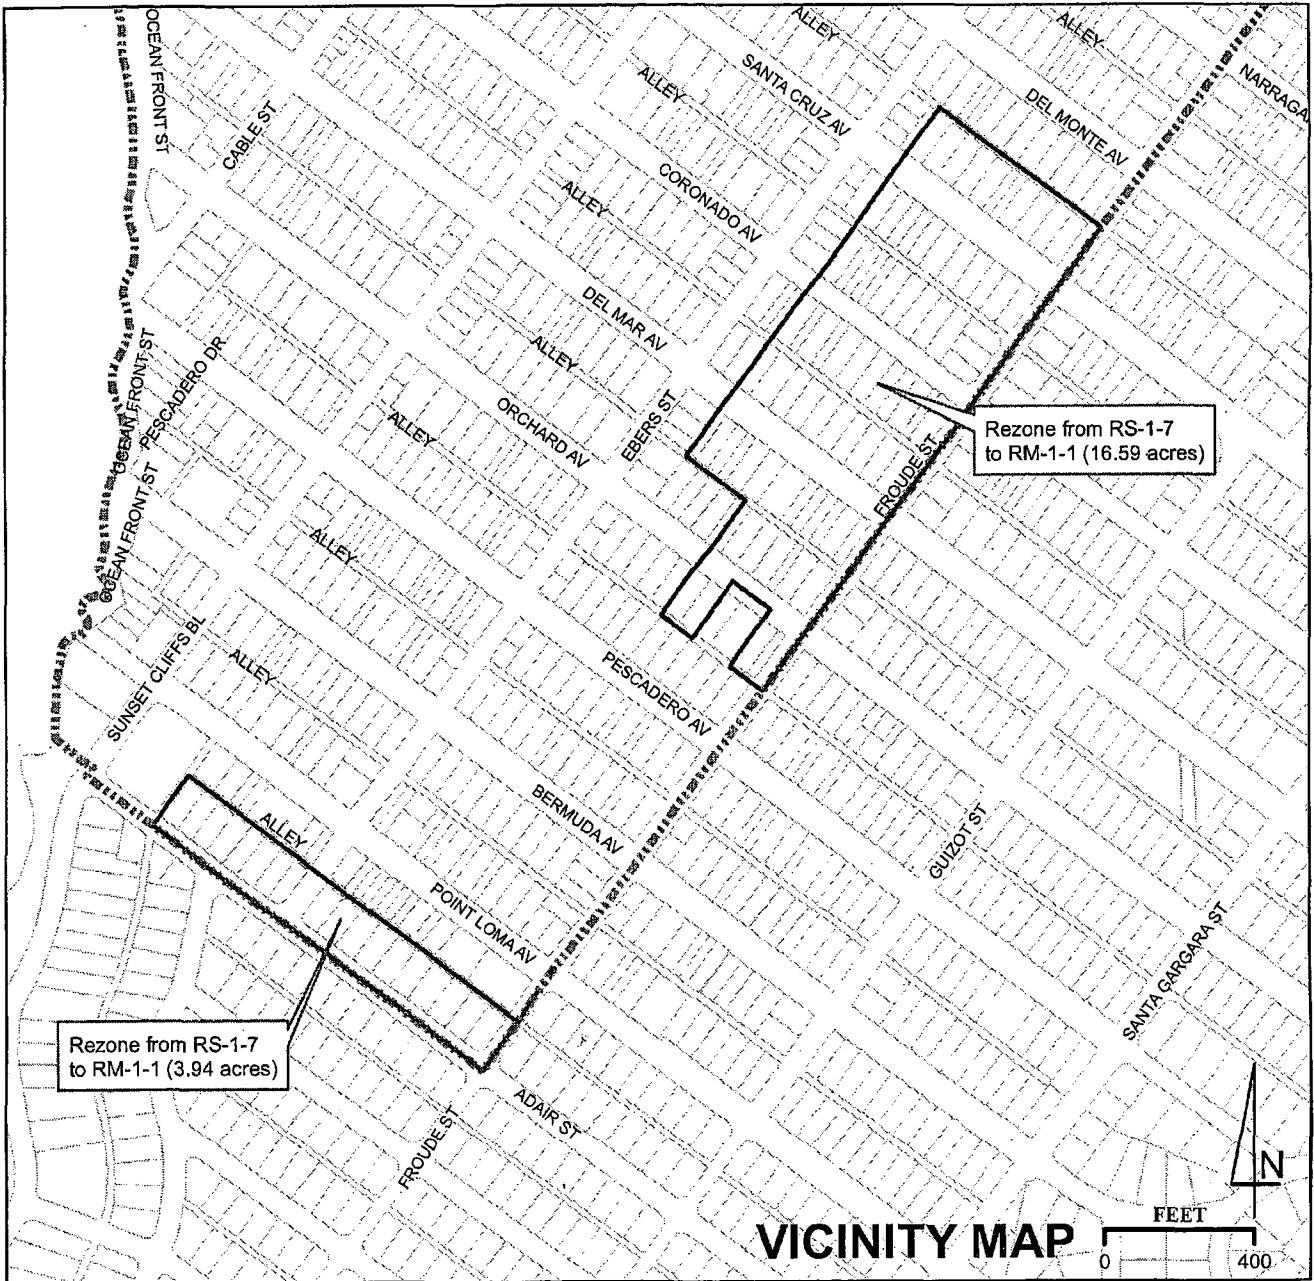 OCEAN FRONT ST
ALLEY
ALLEY
NARRAGA
SANTA CRUZ AV
ALLEY
DEL MONTE AV
CABLE ST
CORONADO AV
ALLEY
DEL MAR AV
ALLEY
OCEAN FRONT ST
PESCADERO DR
ORCHARD AV
EBERS ST
ALLEY
Rezone from RS-1-7
to RM-1-1 (16.59 acres)
FROUDE ST
OCEAN FRONT ST
ALLEY
SUNSET CLIFFS BL
ALLEY
PESCADERO AV
BERMUDA AV
ALLEY
GUIZOT ST
POINT LOMA AV
SANTA GARGARA ST
Rezone from RS-1-7
to RM-1-1 (3.94 acres)
ADAIR ST
FROUDE ST
N
VICINITY MAP
FEET
0 400